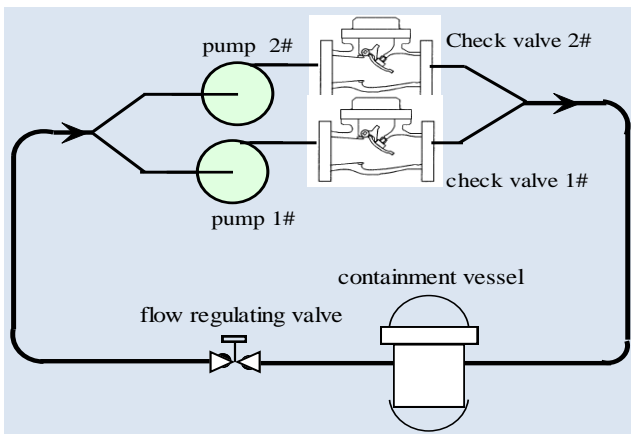 pump 2#
Check valve 2#
check valve 1#
pump 1#
containment vessel
flow regulating valve